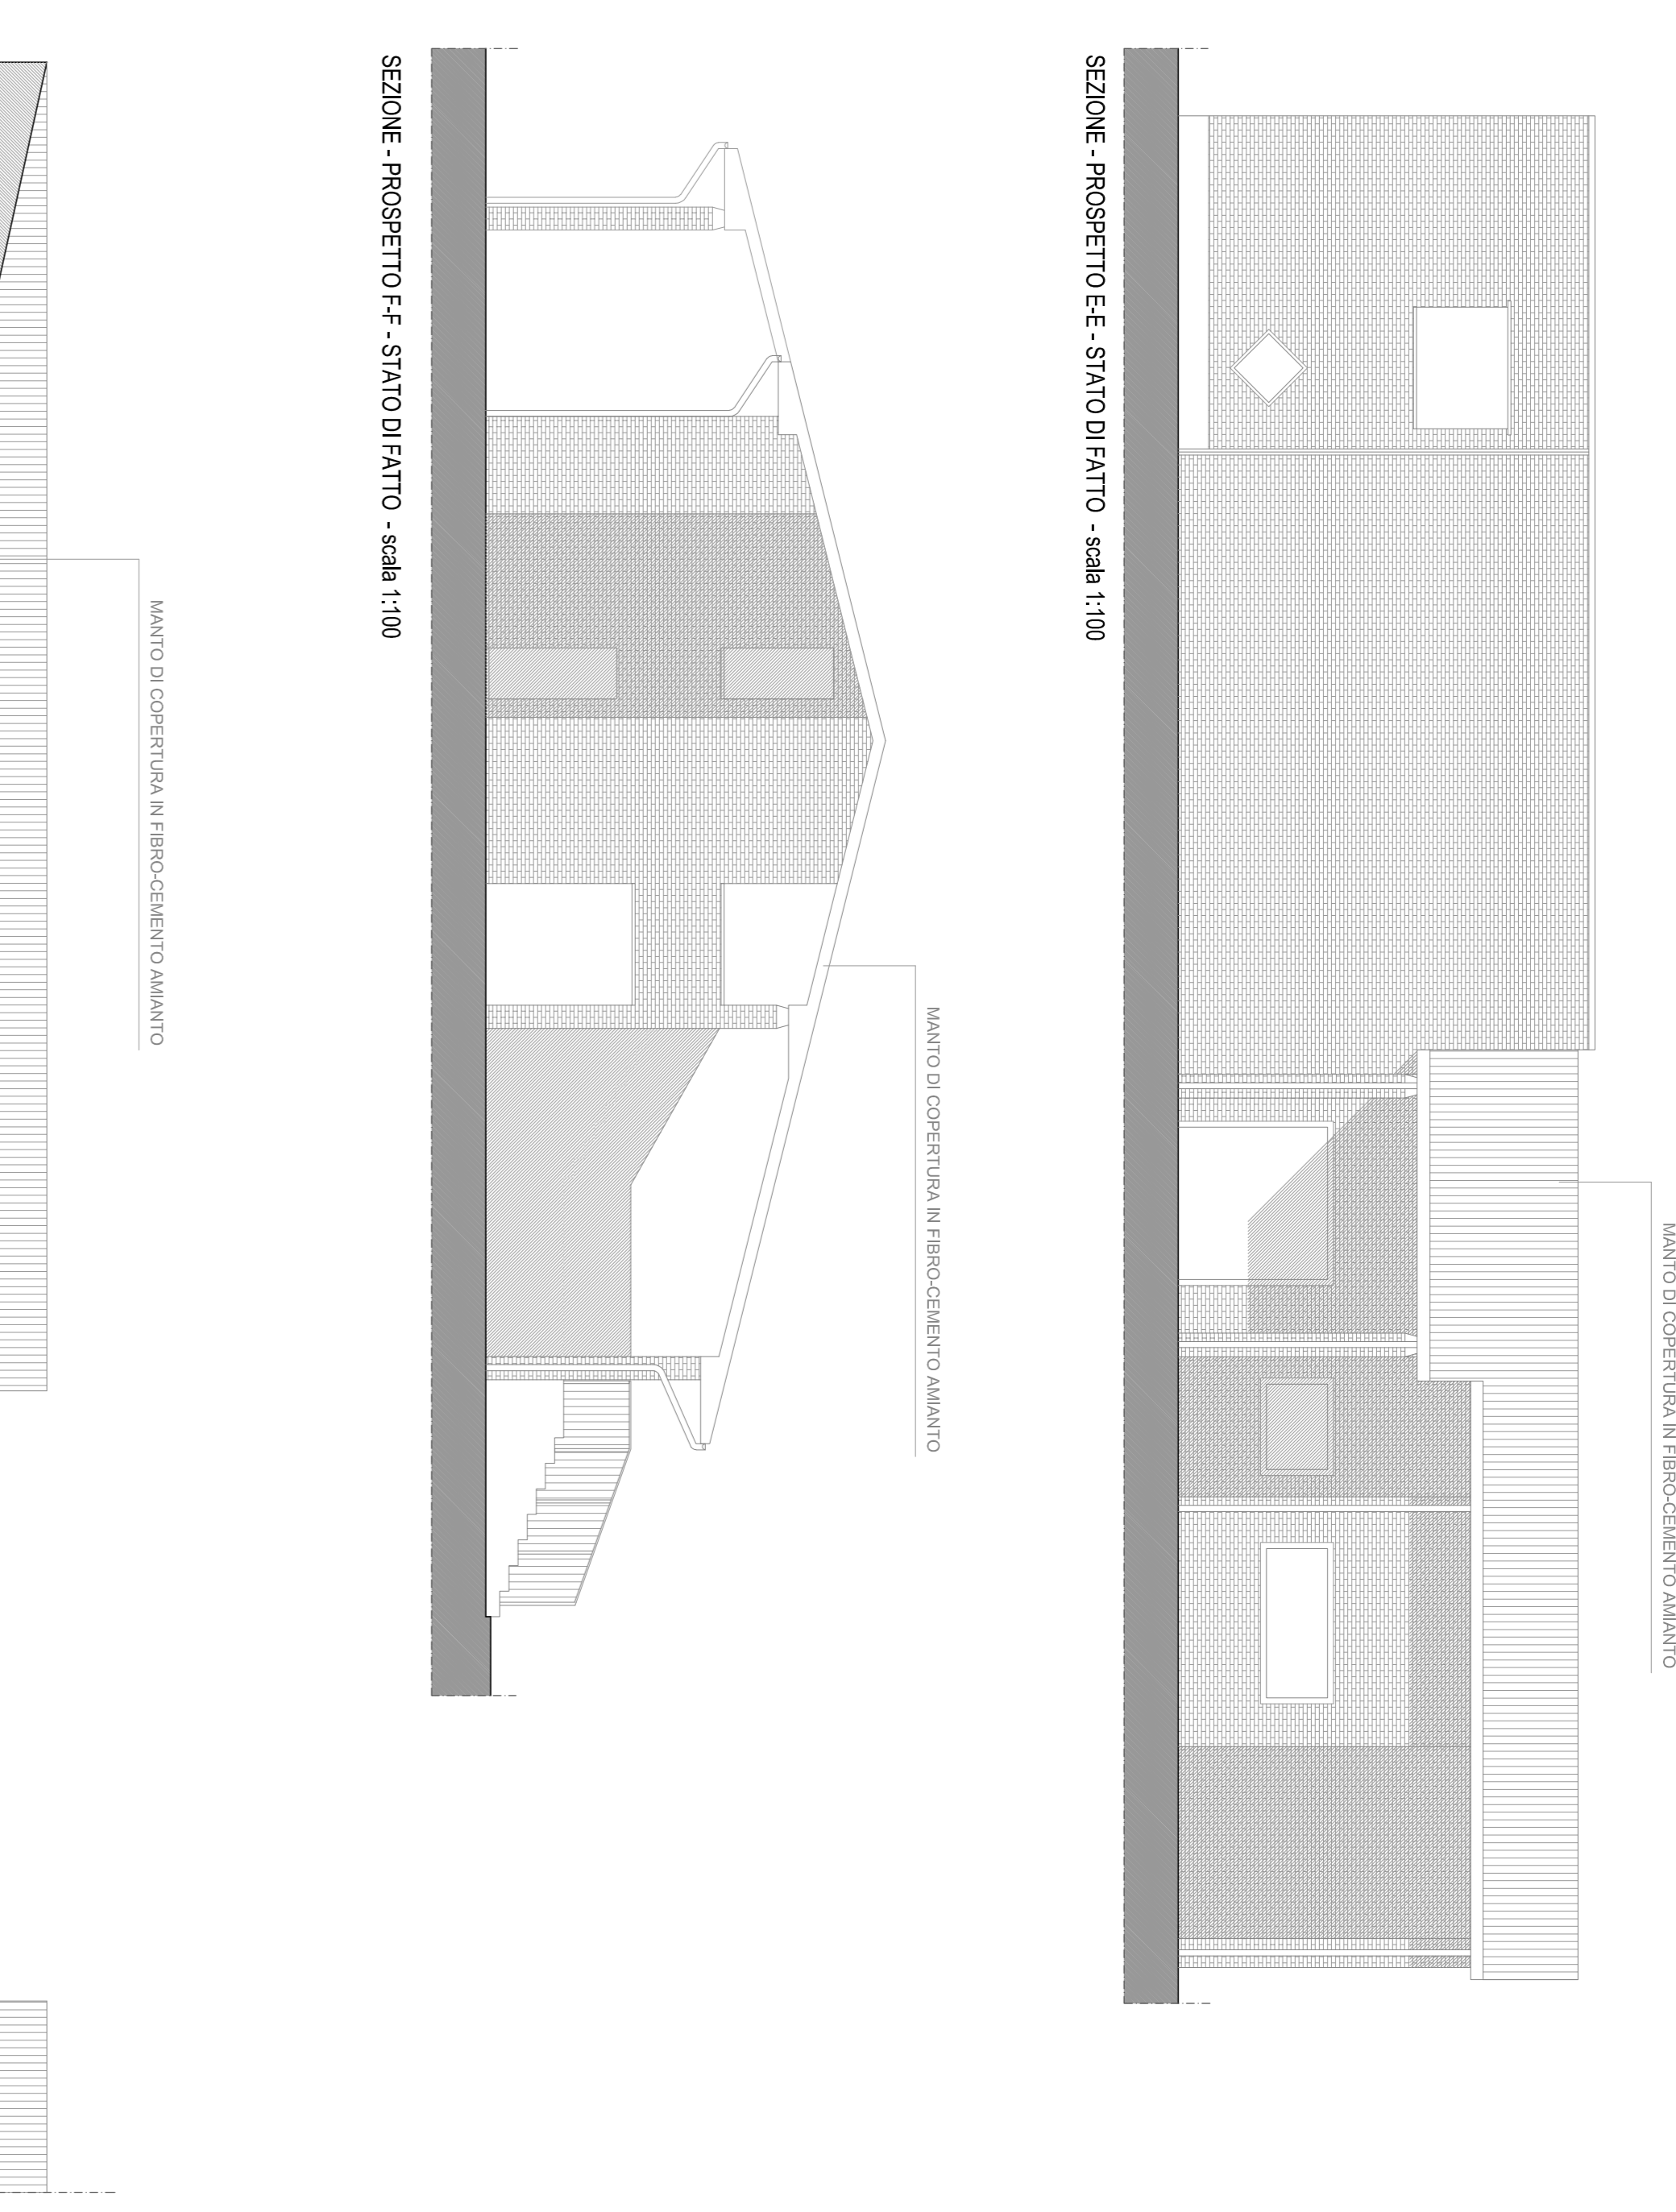 MANTO DI COPERTURA IN FIBRO-CEMENTO AMIANTO
SEZIONE - PROSPETTO E-E - STATO DI FATTO - scala 1:100
MANTO DI COPERTURA IN FIBRO-CEMENTO AMIANTO
SEZIONE - PROSPETTO F-F - STATO DI FATTO - scala 1:100
MANTO DI COPERTURA IN FIBRO-CEMENTO AMIANTO